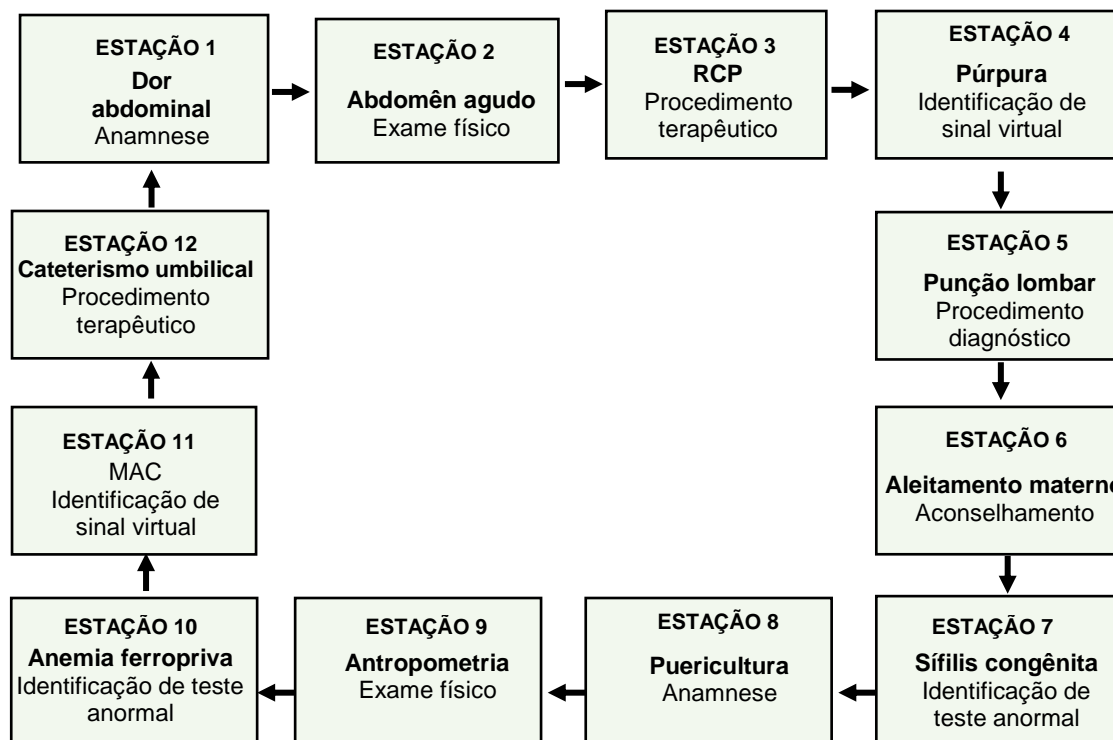 ESTAÇÃO 1
Dor
abdominal
Anamnese
ESTAÇÃO 2
Abdomên agudo
Exame físico
ESTAÇÃO 3
RCP
Procedimento
terapêutico
ESTAÇÃO 4
Púrpura
Identificação de
sinal virtual
ESTAÇÃO 5
Punção lombar
Procedimento
diagnóstico
ESTAÇÃO 6
Aleitamento materno
Aconselhamento
ESTAÇÃO 7
Sífilis congênita
Identificação de
teste anormal
ESTAÇÃO 8
Puericultura
Anamnese
ESTAÇÃO 9
Antropometria
Exame físico
ESTAÇÃO 10
Anemia ferropriva
Identificação de teste
anormal
ESTAÇÃO 11
MAC
Identificação de
sinal virtual
ESTAÇÃO 12
Cateterismo umbilical
Procedimento
terapêutico